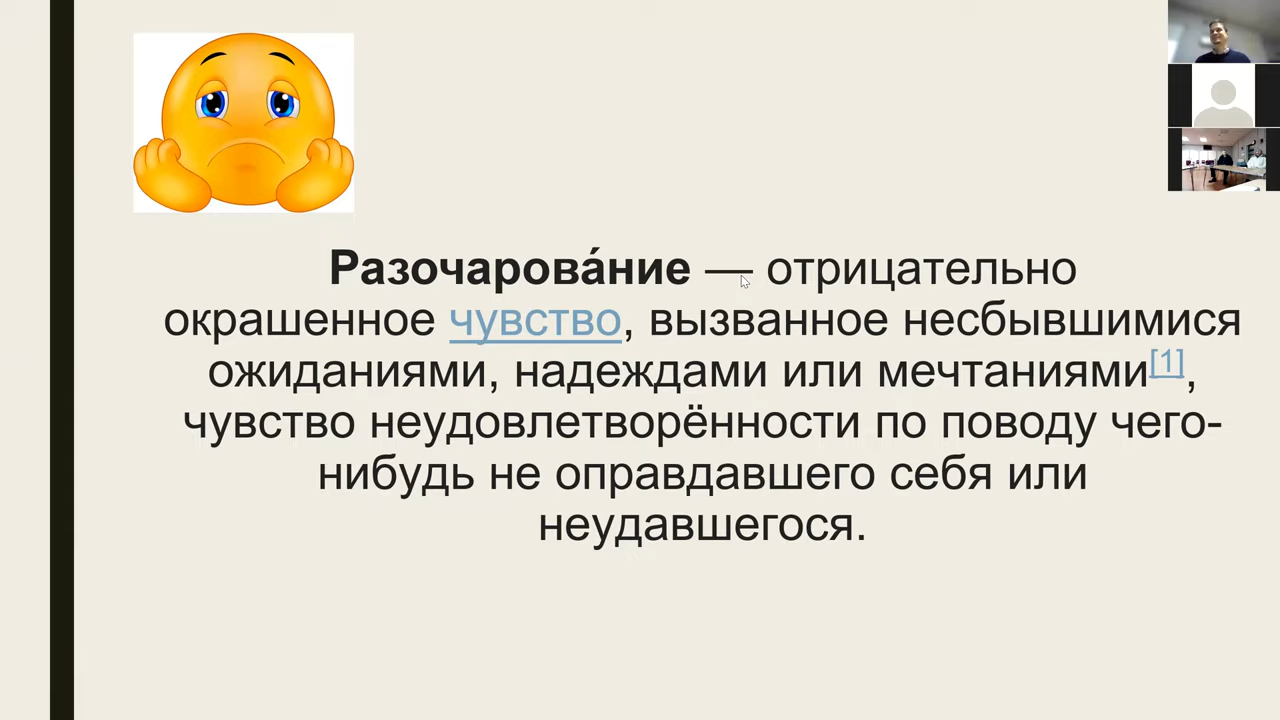 Разочарова́ние — отрицательно
окрашенное чувство, вызванное несбывшимися
ожиданиями, надеждами или мечтаниями[1],
чувство неудовлетворённости по поводу чего-
нибудь не оправдавшего себя или
неудавшегося.